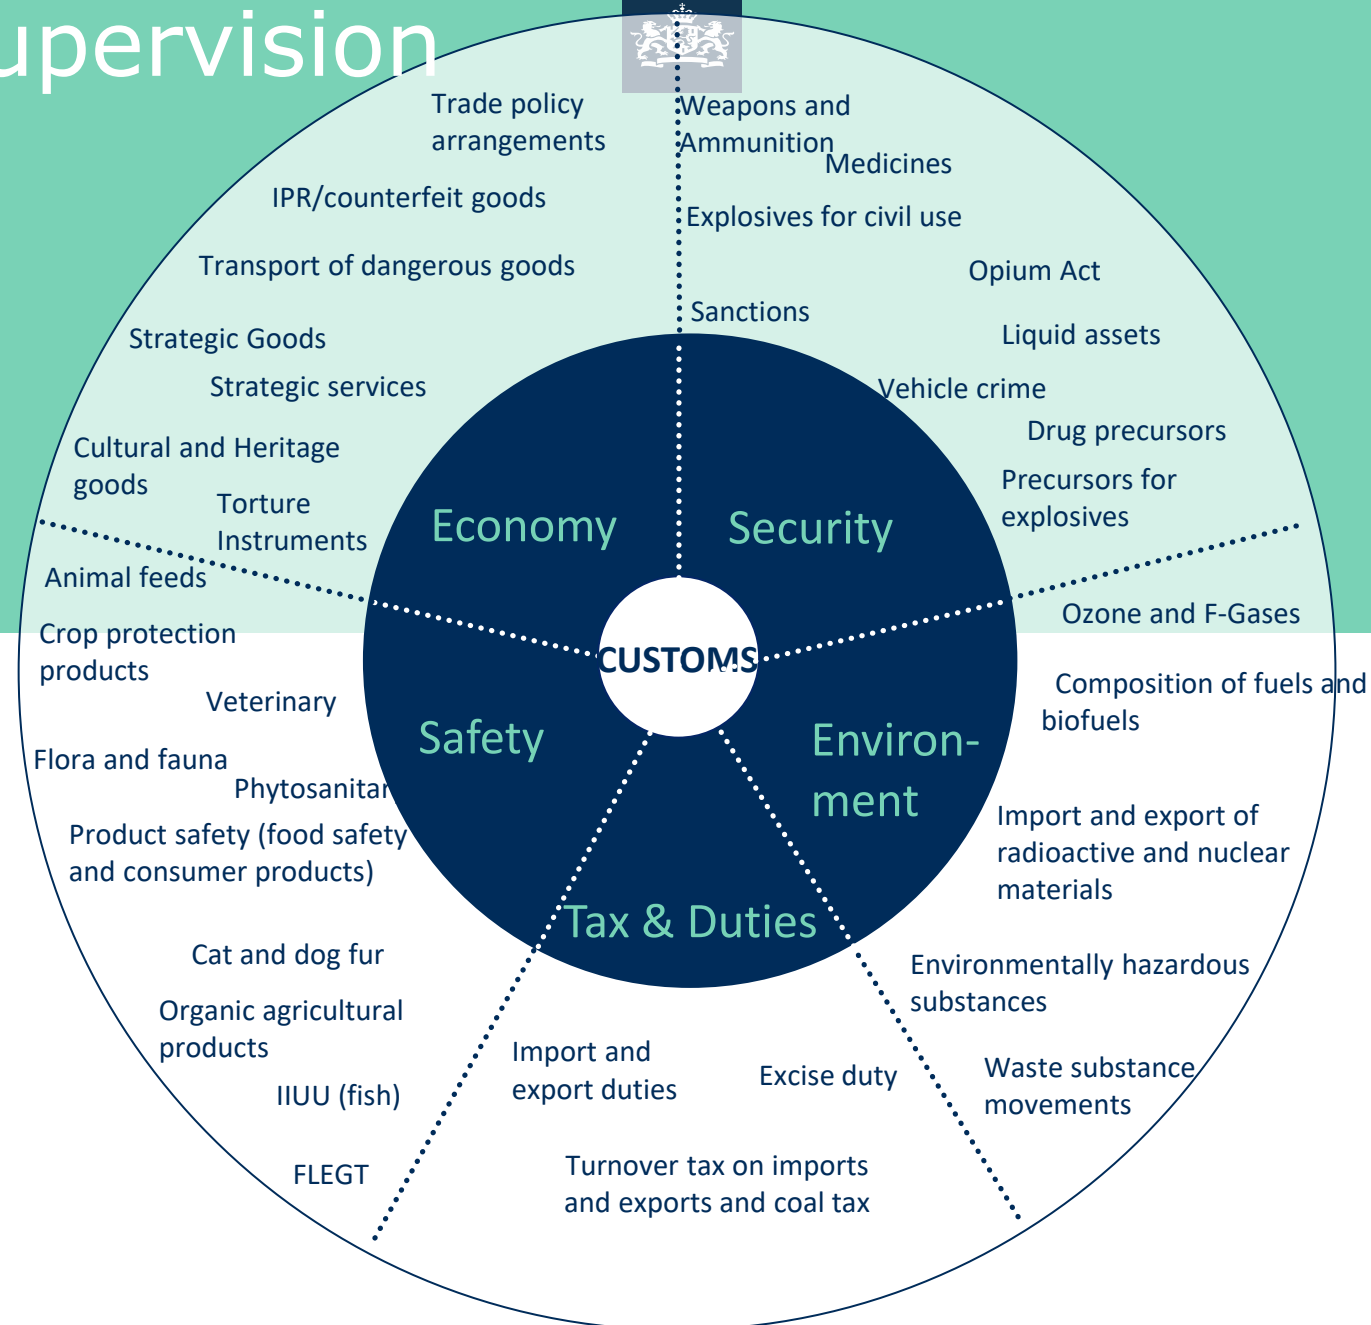 upervision
Trade policy
arrangements
IPR/counterfeit goods
Transport of dangerous goods
Strategic Goods
Strategic services
Cultural and Heritage
goods
Torture
Instruments
Weapons and
Ammunition
Medicines
Explosives for civil use
Opium Act
Sanctions
Liquid assets
Vehicle crime
Drug precursors
Precursors for
explosives
Economy
Security
CUSTOMS
Safety
Environ-
ment
Tax & Duties
Animal feeds
Crop protection
products
Veterinary
Flora and fauna
Phytosanitar
Product safety (food safety
and consumer products)
Cat and dog fur
Organic agricultural
products
IIUU (fish)
FLEGT
Import and
export duties
Excise duty
Turnover tax on imports
and exports and coal tax
Ozone and F-Gases
Composition of fuels and
biofuels
Import and export of
radioactive and nuclear
materials
Environmentally hazardous
substances
Waste substance
movements